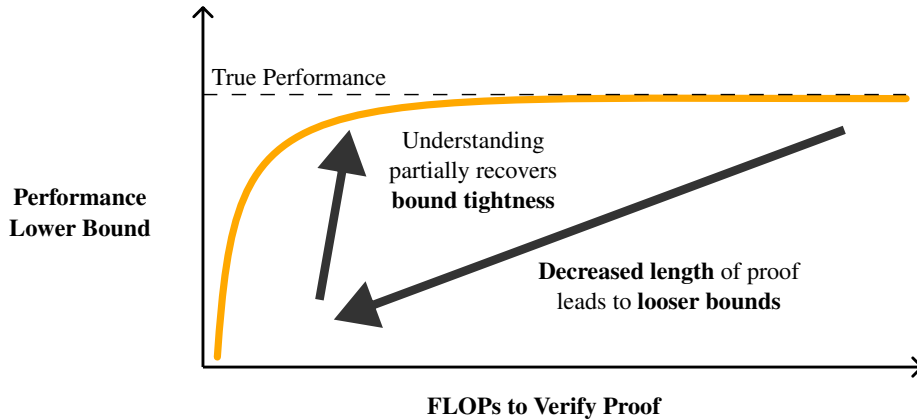 True Performance
Understanding
partially recovers
bound tightness
Performance
Lower Bound
Decreased length of proof
leads to looser bounds
FLOPs to Verify Proof